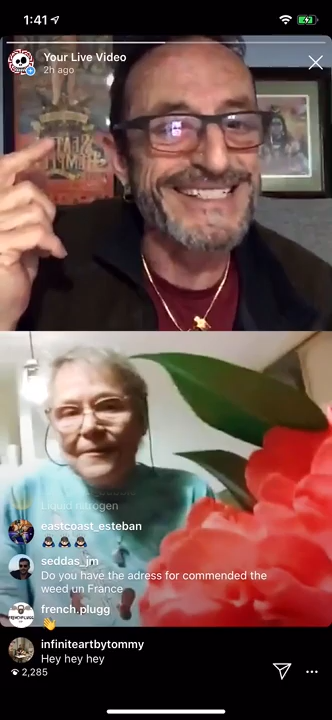 1:41
Your Live Video
2h ago
Liquid nitrogen
eastcoast_esteban
seddas_jm
Do you have the adress for commended the
weed un France
french.plugg
infiniteartbytommy
Hey hey hey
2,285